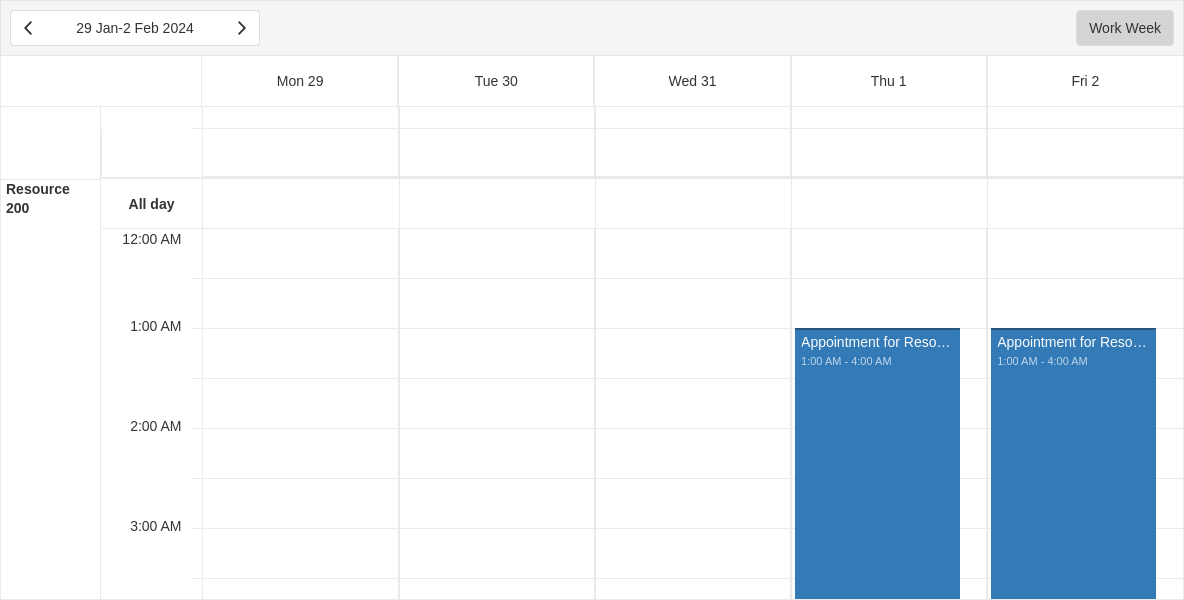 29 Jan-2 Feb 2024
Work Week
Mon 29
Tue 30
Wed 31
Thu 1
Fri 2
Resource
200
All day
12:00 AM
1:00 AM
Appointment for Reso…
1:00 AM - 4:00 AM
Appointment for Reso…
1:00 AM - 4:00 AM
2:00 AM
3:00 AM